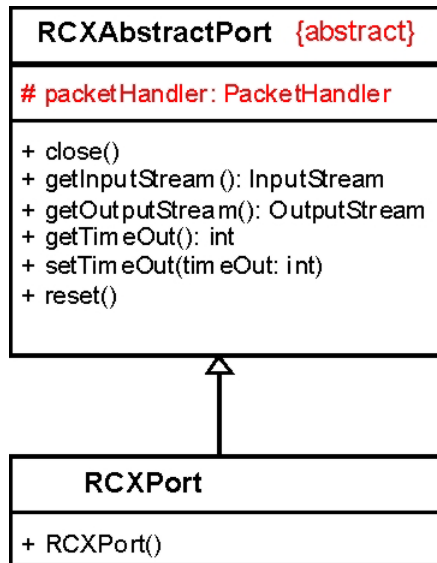 RCXAbstractPort {abstract}
# packetHandler: PacketHandler
+ close()
+ getInputStream(): InputStream
+ getOutputStream(): OutputStream
+ getTimeOut(): int
+ setTimeOut(timeOut: int)
+ reset()
RCXPort
+ RCXPort()